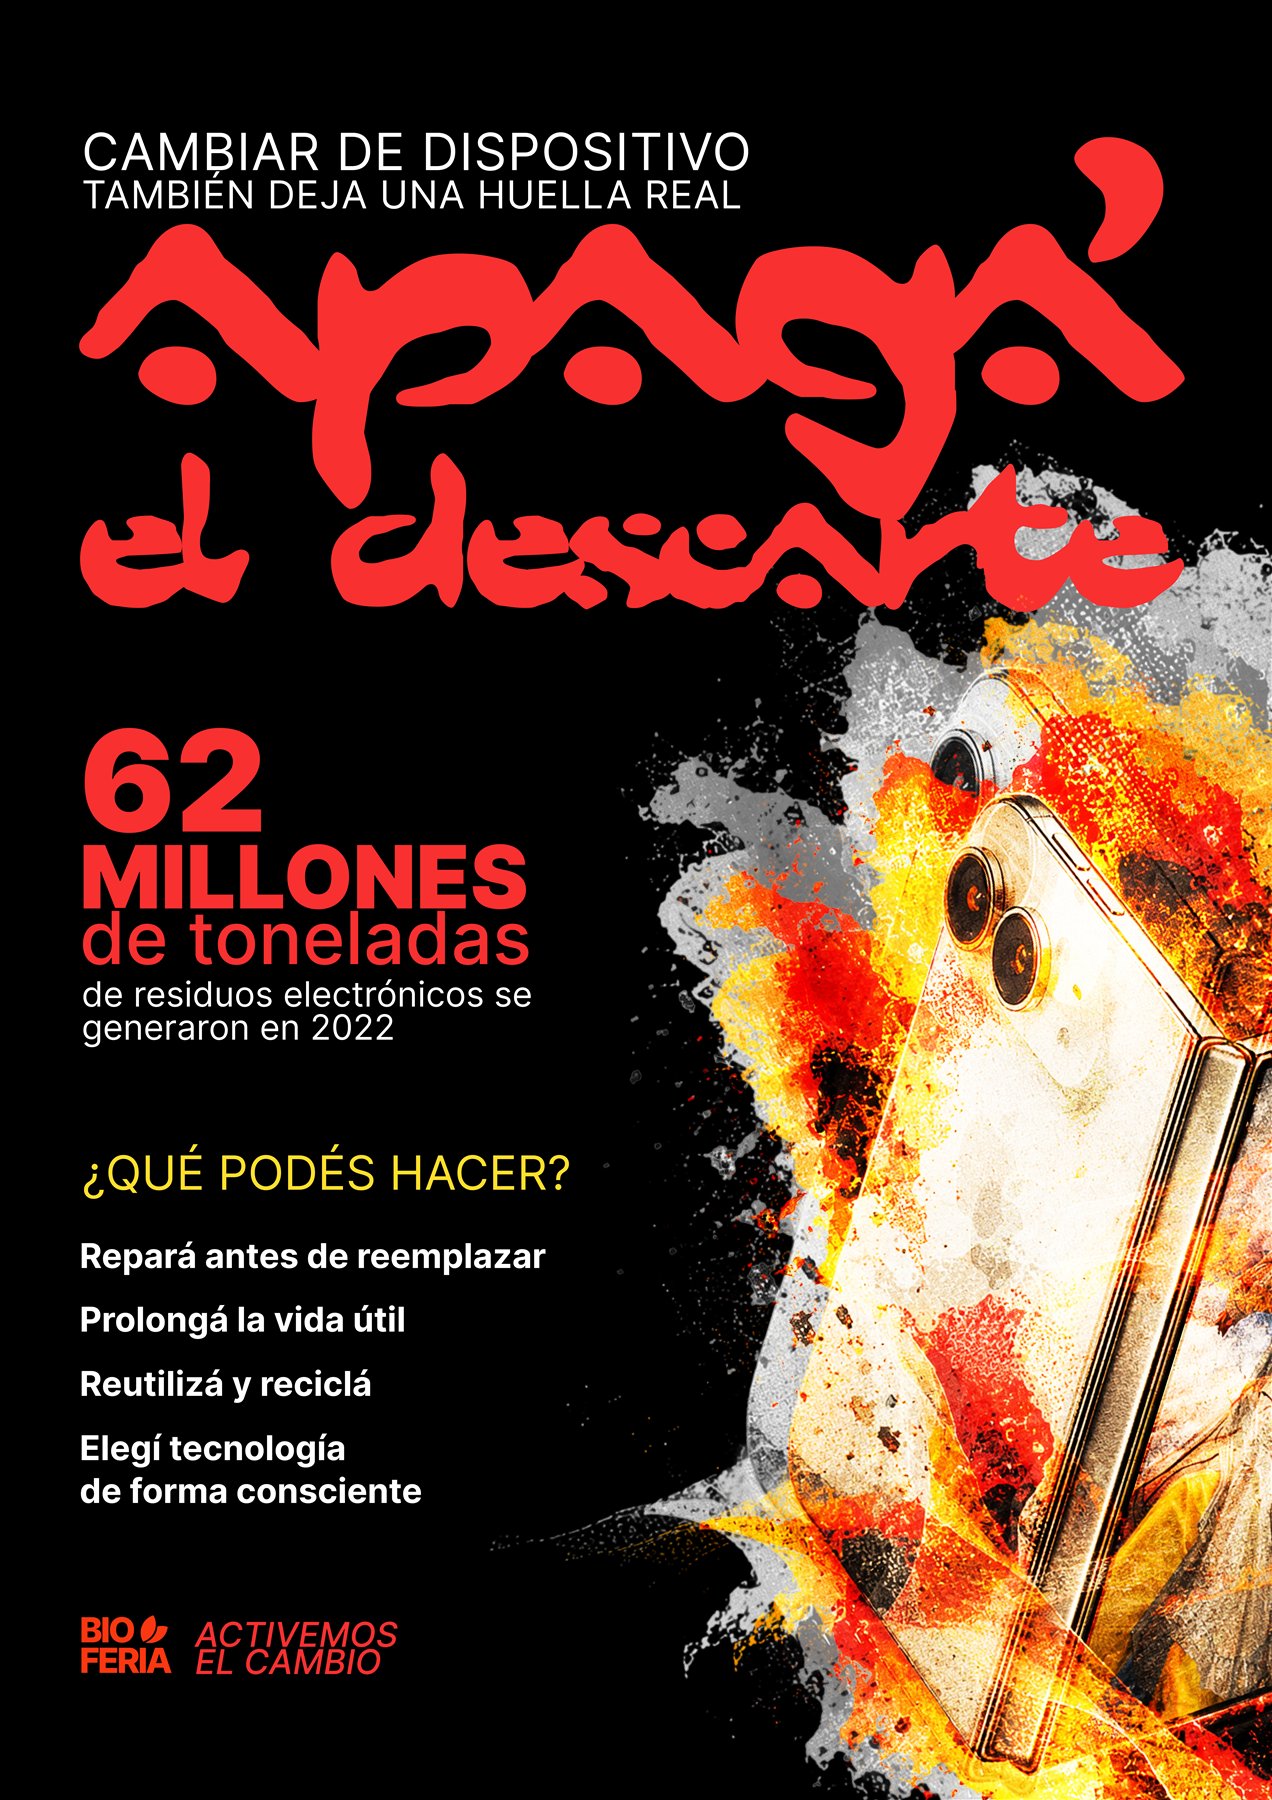 CAMBIAR DE DISPOSITIVO
TAMBIÉN DEJA UNA HUELLA REAL
apagá
el descarte
62
MILLONES
de toneladas
de residuos electrónicos se
generaron en 2022
¿QUÉ PODÉS HACER?
Repará antes de reemplazar
Prolongá la vida útil
Reutilizá y reciclá
Elegí tecnología
de forma consciente
BIO
FERIA
ACTIVEMOS
EL CAMBIO